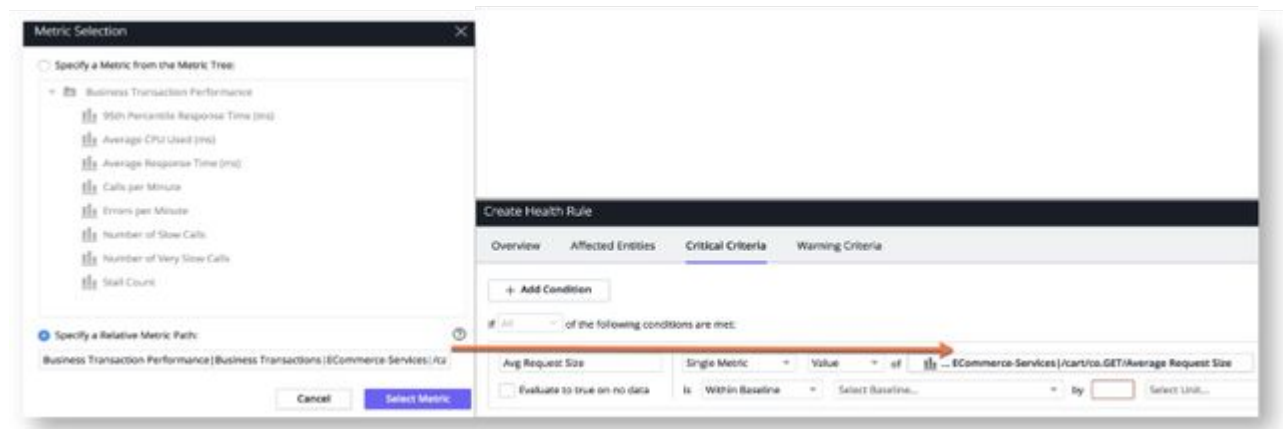 Metric Selection
Specify a Metric from the Metric Tree:
Business Transaction Performance
95th Percentile Response Time (ms)
Average CPU Used (ms)
Average Response Time (ms)
Calls per Minute
Errors per Minute
Number of Slow Calls
Number of Very Slow Calls
Stall Count
Specify a Relative Metric Path:
Business Transaction Performance|Business Transactions|ECommerce-Services|/ca
Cancel Select Metric
Create Health Rule
Overview Affected Entities Critical Criteria Warning Criteria
+ Add Condition
If All of the following conditions are met:
Avg Request Size Single Metric Value of ... ECommerce-Services|/cart/co.GET/Average Request Size
Evaluate to true on no data is Within Baseline Select Baseline... by Select Unit...